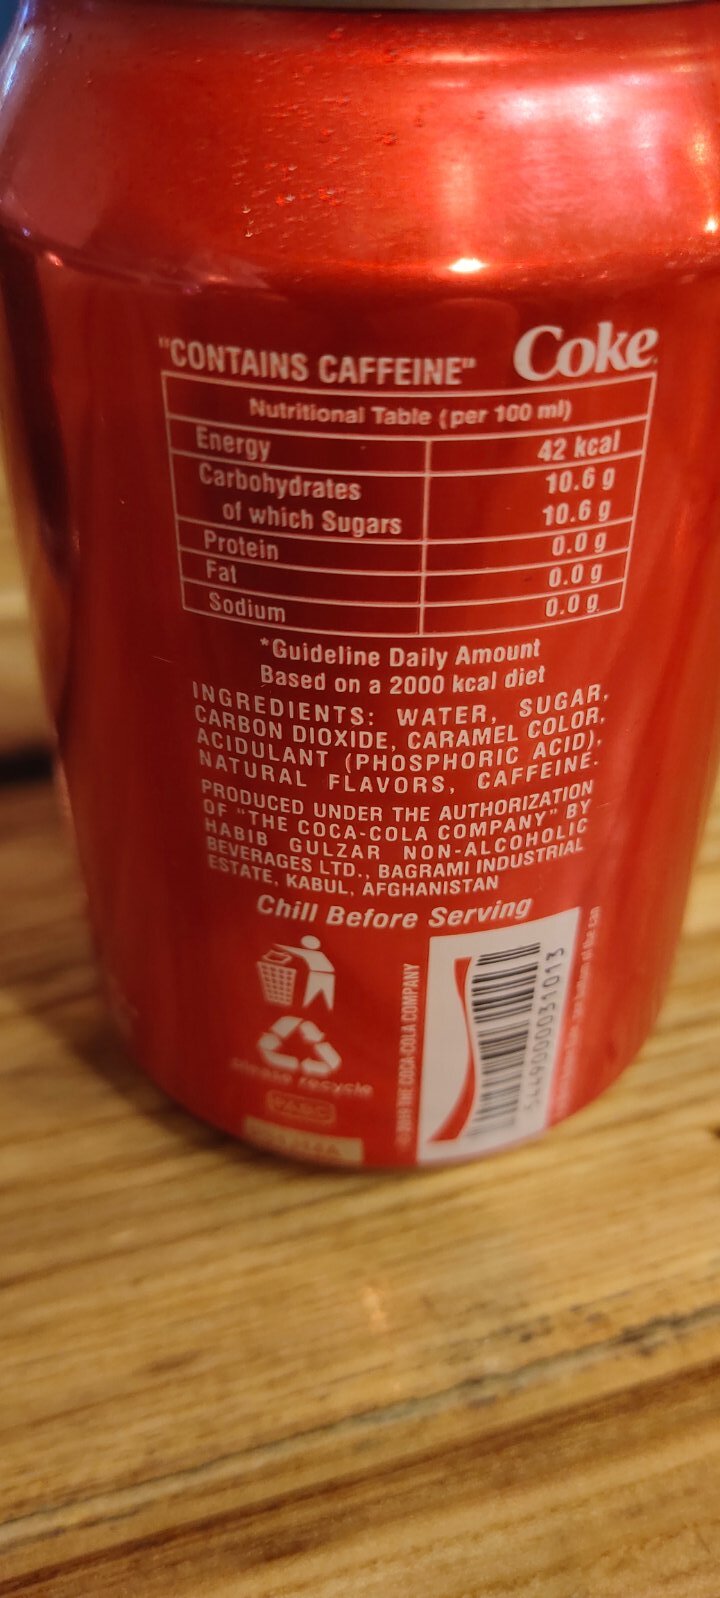 "CONTAINS CAFFEINE" Coke
Nutritional Table (per 100 ml)
Energy 42 kcal
Carbohydrates 10.6 g
of which Sugars 10.6 g
Protein 0.0 g
Fat 0.0 g
Sodium 0.0 g
*Guideline Daily Amount
Based on a 2000 kcal diet
INGREDIENTS: WATER, SUGAR,
CARBON DIOXIDE, CARAMEL COLOR,
ACIDULANT (PHOSPHORIC ACID),
NATURAL FLAVORS, CAFFEINE.
PRODUCED UNDER THE AUTHORIZATION
OF "THE COCA-COLA COMPANY" BY
HABIB GULZAR NON-ALCOHOLIC
BEVERAGES LTD., BAGRAMI INDUSTRIAL
ESTATE, KABUL, AFGHANISTAN
Chill Before Serving
please recycle
© 2019 THE COCA-COLA COMPANY
5449000031013